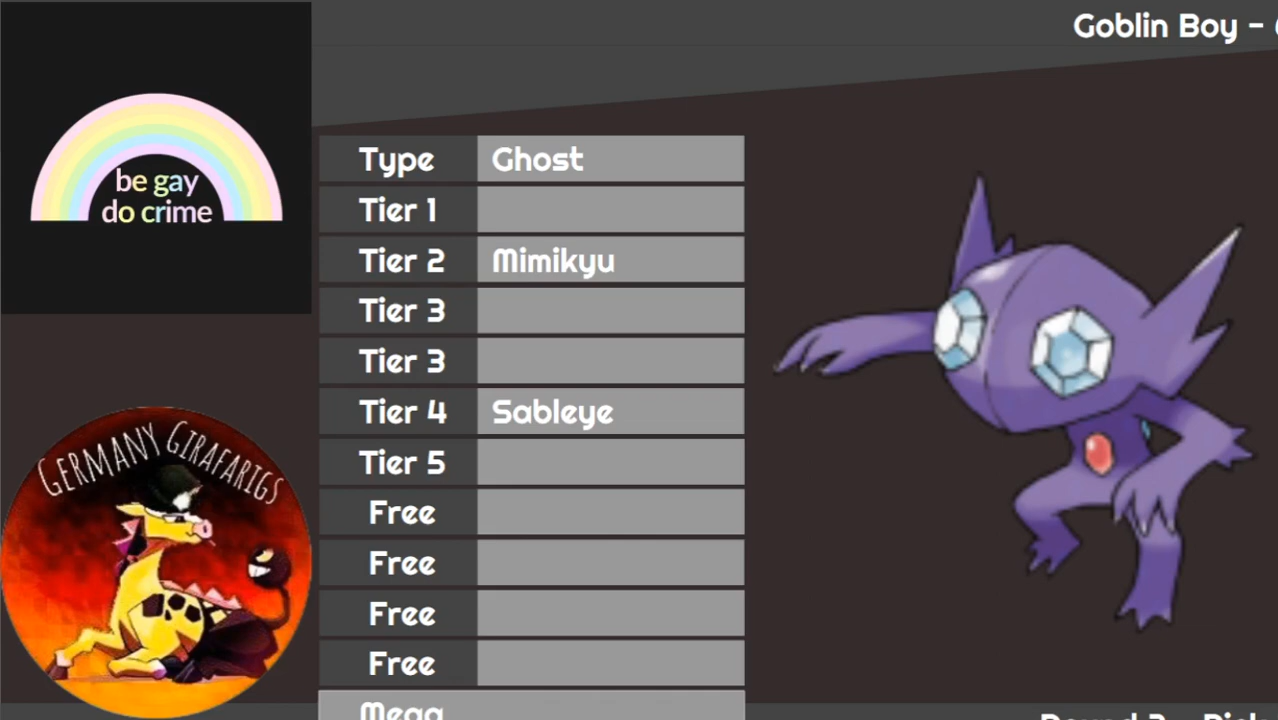 Goblin Boy -
be gay
do crime
Type Ghost
Tier 1
Tier 2 Mimikyu
Tier 3
Tier 3
Tier 4 Sableye
Tier 5
Free
Free
Free
Free
Mega
GERMANY GIRAFARIGS